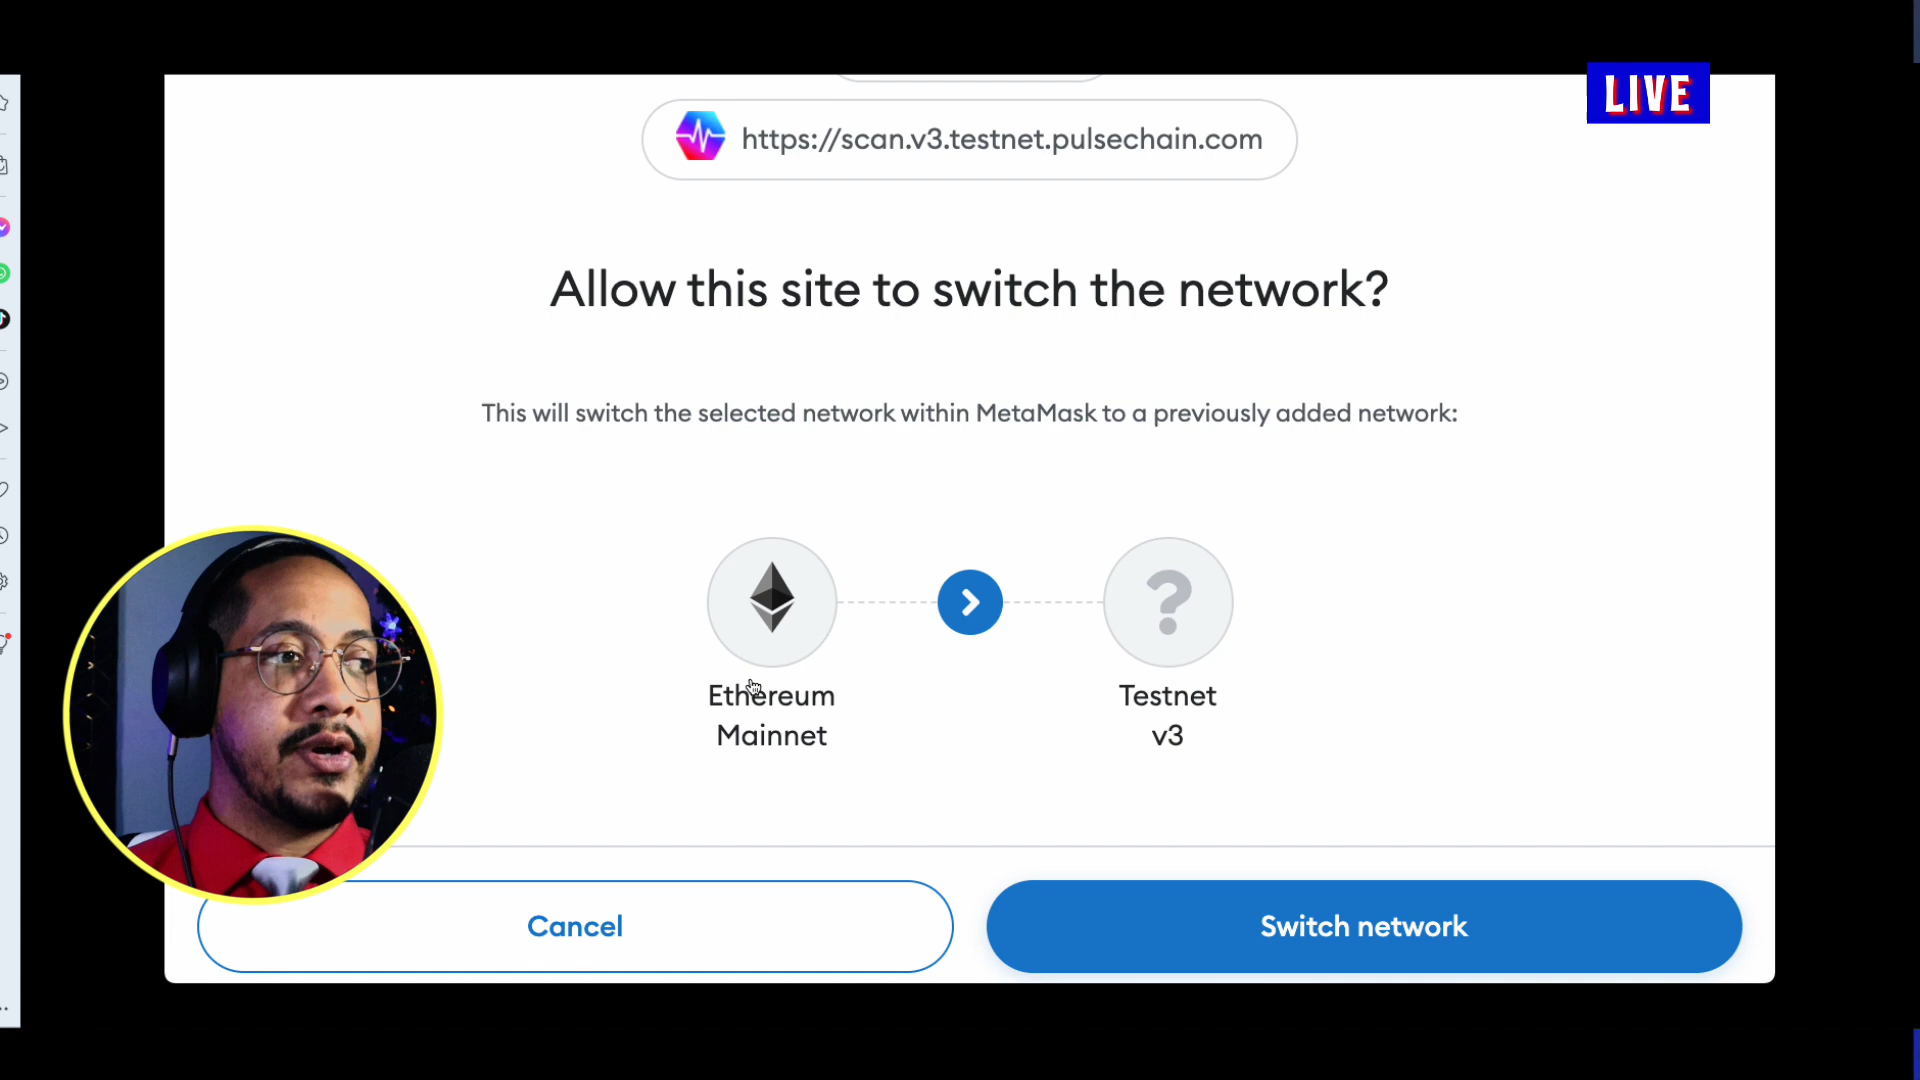 LIVE
https://scan.v3.testnet.pulsechain.com
Allow this site to switch the network?
This will switch the selected network within MetaMask to a previously added network:
Ethereum
Mainnet
Testnet
v3
Cancel
Switch network